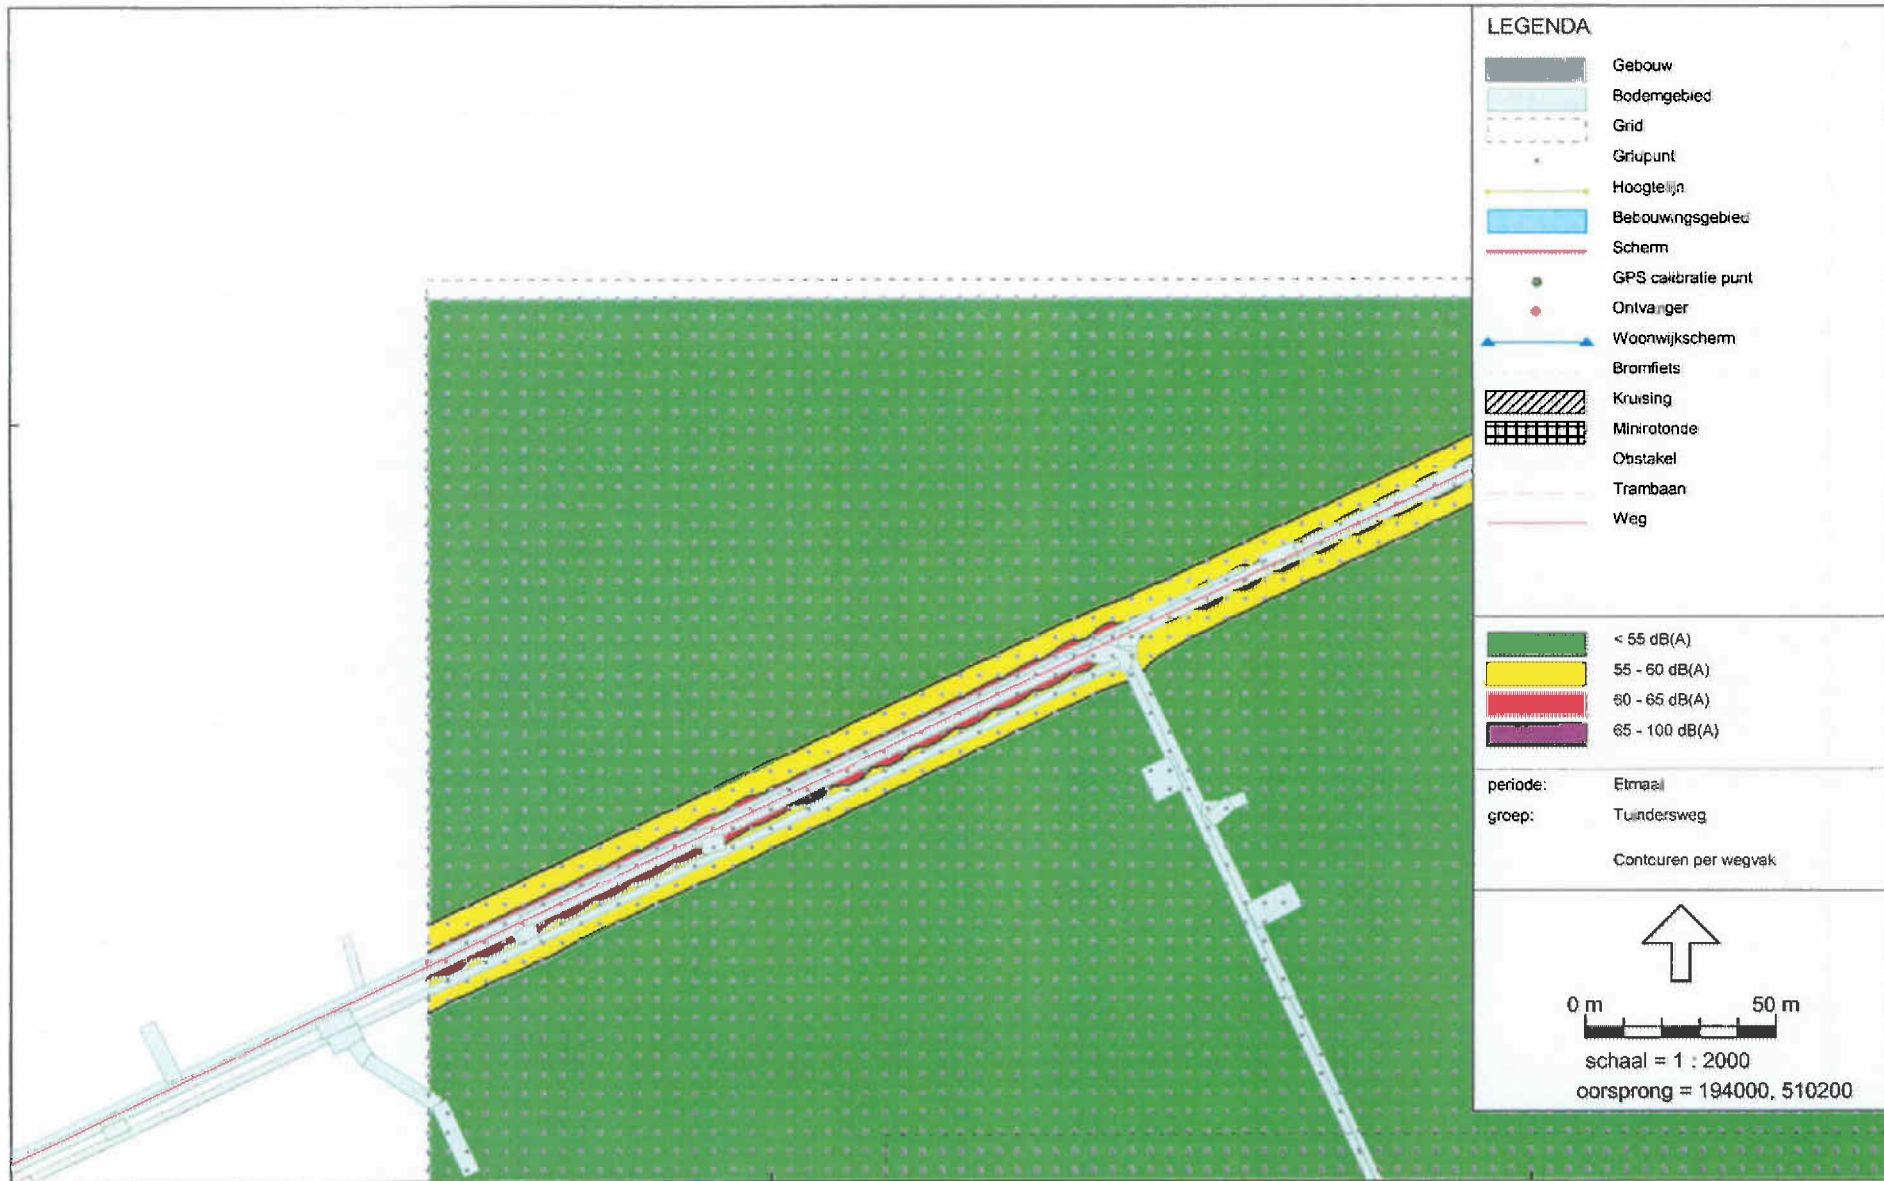 LEGENDA
Gebouw
Bodemgebied
Grid
Gridpunt
Hoogtelijn
Bebouwingsgebied
Scherm
GPS calibratie punt
Ontvanger
Woonwijkscherm
Bromfiets
Kruising
Minirotonde
Obstakel
Trambaan
Weg
< 55 dB(A)
55 - 60 dB(A)
60 - 65 dB(A)
65 - 100 dB(A)
periode: Etmaal
groep: Tuindersweg
Contouren per wegvak
0 m 50 m
schaal = 1 : 2000
oorsprong = 194000, 510200